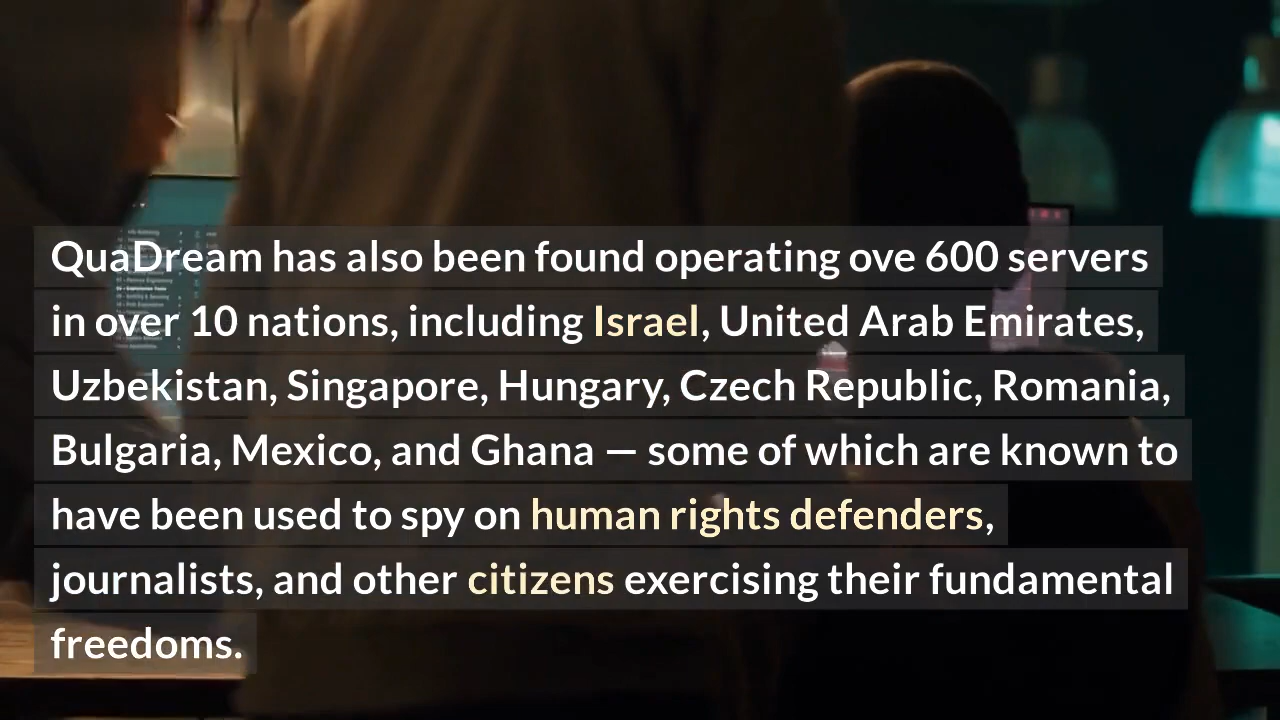 QuaDream has also been found operating ove 600 servers
in over 10 nations, including Israel, United Arab Emirates,
Uzbekistan, Singapore, Hungary, Czech Republic, Romania,
Bulgaria, Mexico, and Ghana — some of which are known to
have been used to spy on human rights defenders,
journalists, and other citizens exercising their fundamental
freedoms.